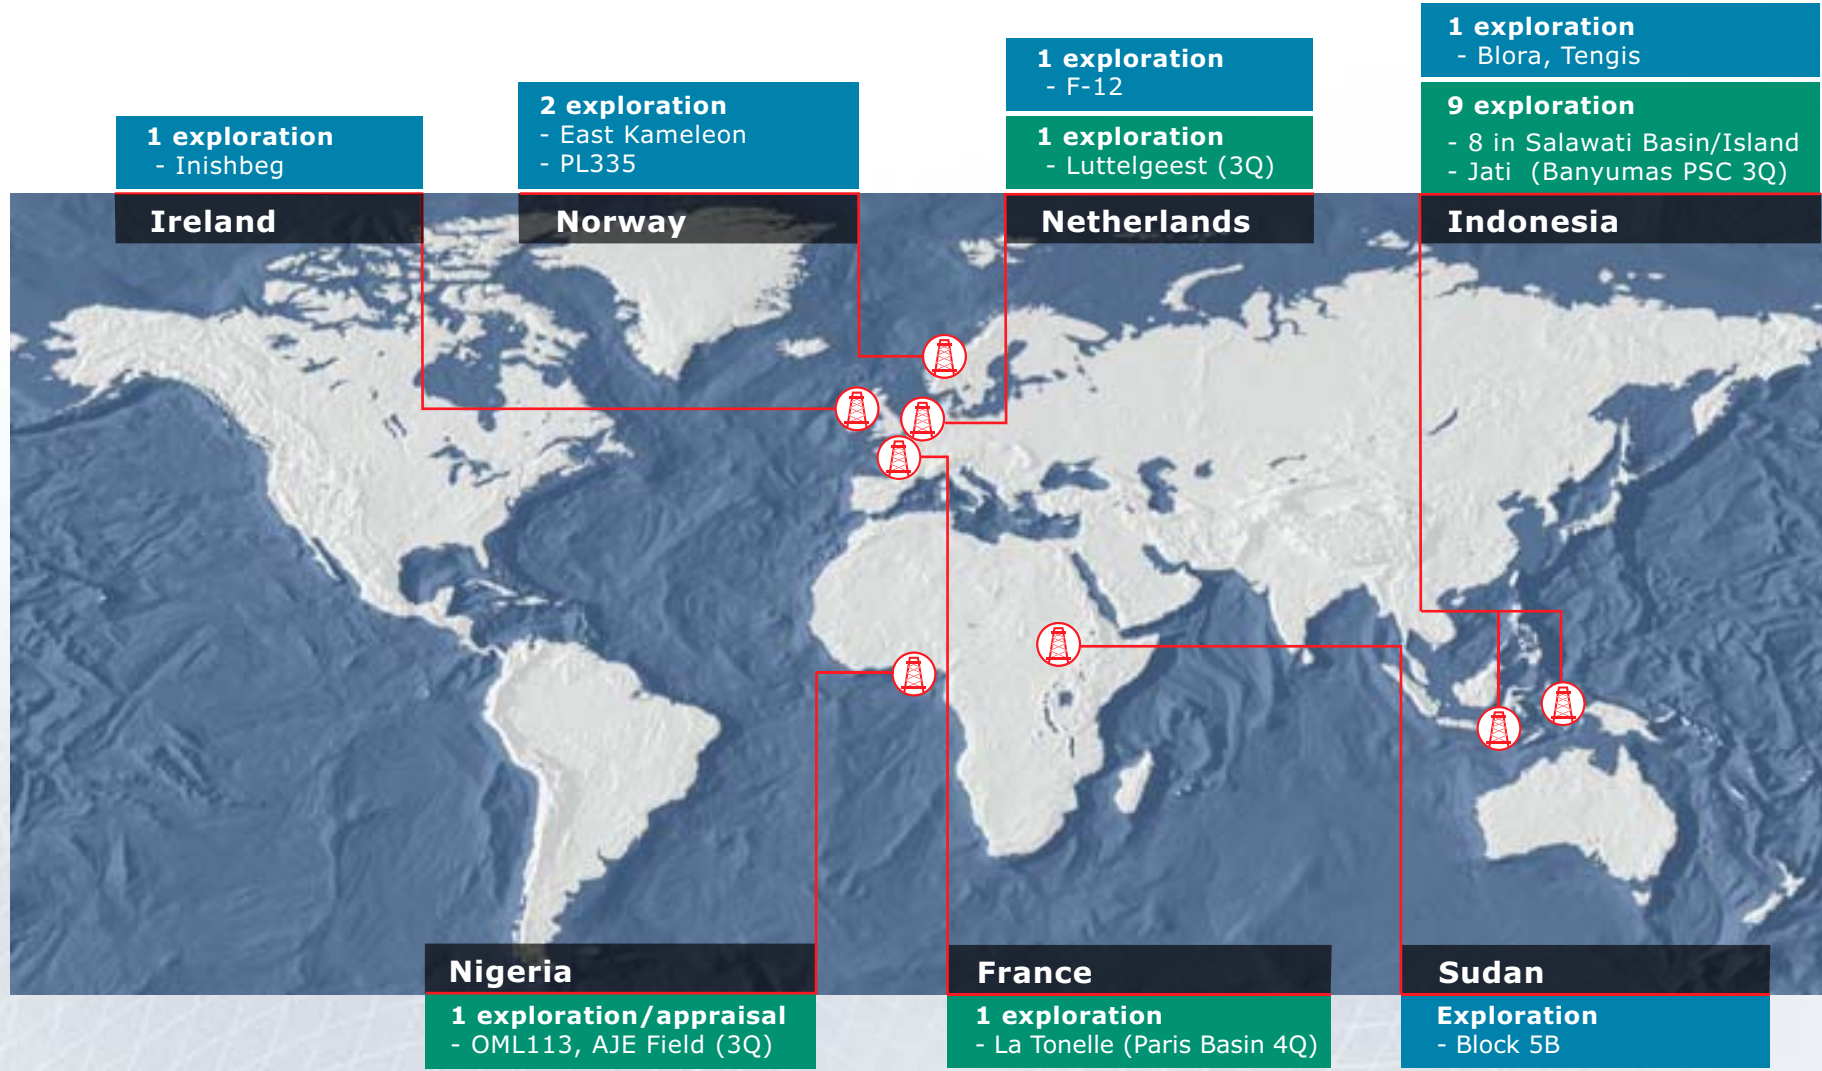 1 exploration
- Inishbeg
Ireland
2 exploration
- East Kameleon
- PL335
Norway
1 exploration
- F-12
1 exploration
- Luttelgeest (3Q)
Netherlands
1 exploration
- Blora, Tengis
9 exploration
- 8 in Salawati Basin/Island
- Jati (Banyumas PSC 3Q)
Indonesia
Nigeria
1 exploration/appraisal
- OML113, AJE Field (3Q)
France
1 exploration
- La Tonelle (Paris Basin 4Q)
Sudan
Exploration
- Block 5B